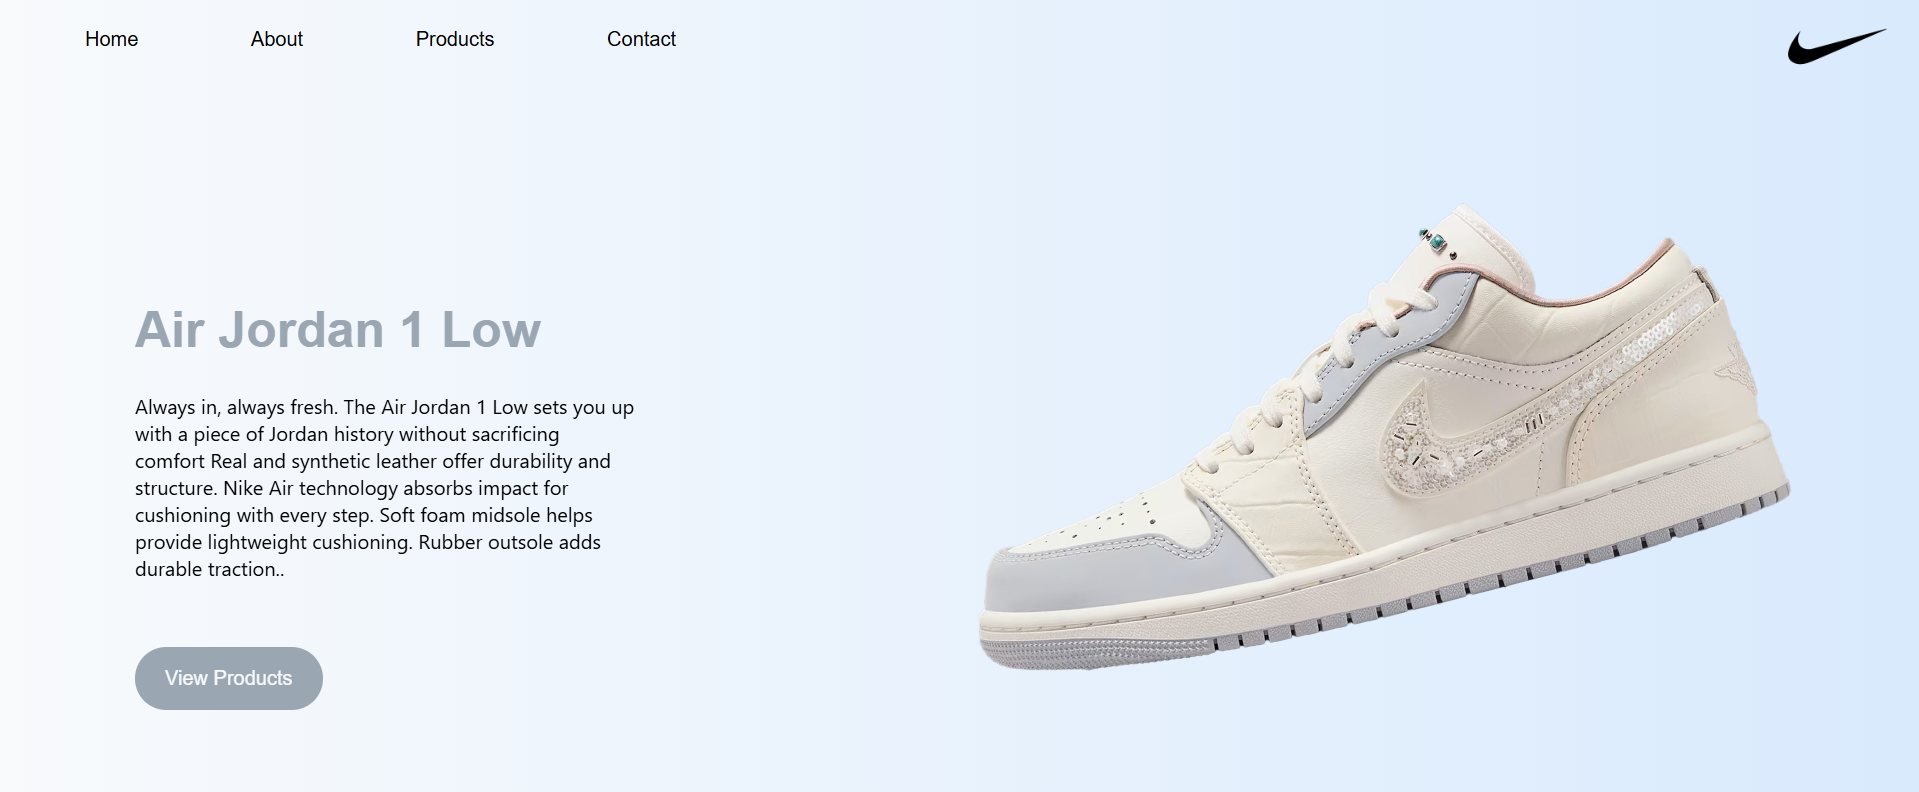 Home About Products Contact
Air Jordan 1 Low
Always in, always fresh. The Air Jordan 1 Low sets you up
with a piece of Jordan history without sacrificing
comfort Real and synthetic leather offer durability and
structure. Nike Air technology absorbs impact for
cushioning with every step. Soft foam midsole helps
provide lightweight cushioning. Rubber outsole adds
durable traction..
View Products